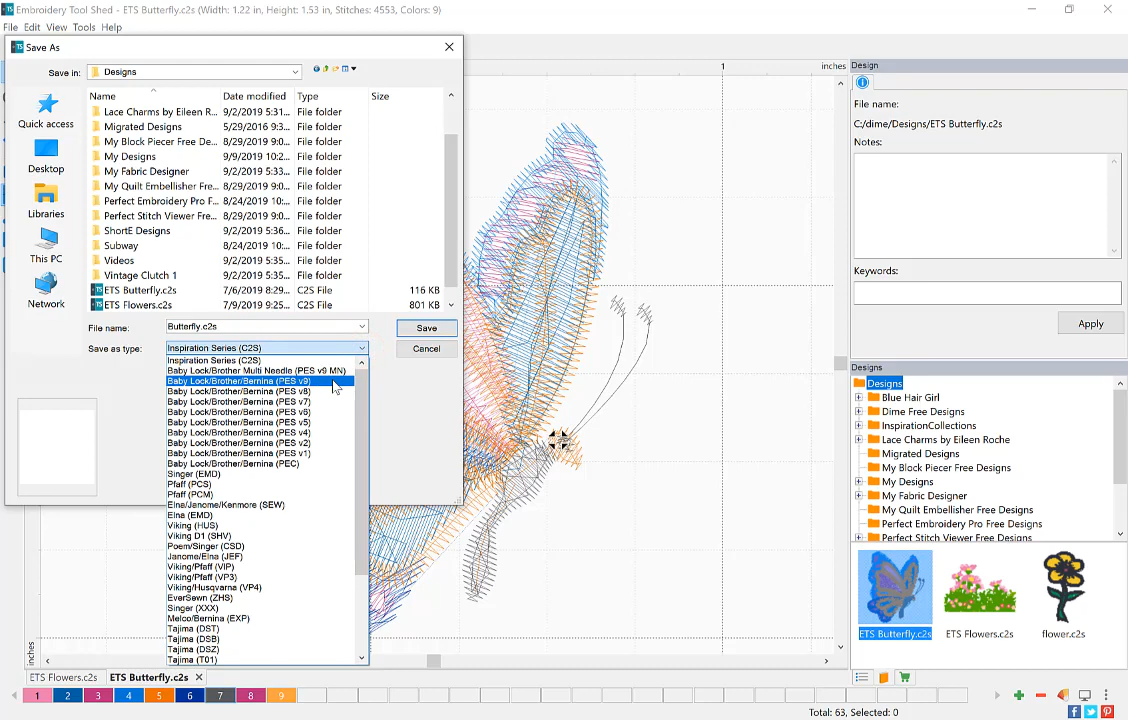 Embroidery Tool Shed - ETS Butterfly.c2s (Width: 1.22 in, Height: 1.53 in, Stitches: 4553, Colors: 9)
File Edit View Tools Help
Save As
Save in: Designs
Quick access
Desktop
Libraries
This PC
Network
Name Date modified Type Size
Lace Charms by Eileen R... 9/2/2019 5:31... File folder
Migrated Designs 5/29/2016 9:3... File folder
My Block Piecer Free De... 8/29/2019 9:0... File folder
My Designs 9/9/2019 10:2... File folder
My Fabric Designer 9/2/2019 5:33... File folder
My Quilt Embellisher Fre... 8/29/2019 9:0... File folder
Perfect Embroidery Pro F... 8/24/2019 10:... File folder
Perfect Stitch Viewer Fre... 8/29/2019 9:0... File folder
ShortE Designs 9/2/2019 5:36... File folder
Subway 8/24/2019 10:... File folder
Videos 9/2/2019 5:35... File folder
Vintage Clutch 1 9/2/2019 5:35... File folder
ETS Butterfly.c2s 7/6/2019 8:29... C2S File 116 KB
ETS Flowers.c2s 7/9/2019 9:25... C2S File 801 KB
File name: Butterfly.c2s Save
Save as type: Inspiration Series (C2S) Cancel
Inspiration Series (C2S)
Baby Lock/Brother Multi Needle (PES v9 MN)
Baby Lock/Brother/Bernina (PES v9)
Baby Lock/Brother/Bernina (PES v8)
Baby Lock/Brother/Bernina (PES v7)
Baby Lock/Brother/Bernina (PES v6)
Baby Lock/Brother/Bernina (PES v5)
Baby Lock/Brother/Bernina (PES v4)
Baby Lock/Brother/Bernina (PES v2)
Baby Lock/Brother/Bernina (PES v1)
Baby Lock/Brother/Bernina (PEC)
Singer (EMD)
Pfaff (PCS)
Pfaff (PCM)
Elna/Janome/Kenmore (SEW)
Elna (EMD)
Viking (HUS)
Viking D1 (SHV)
Poem/Singer (CSD)
Janome/Elna (JEF)
Viking/Pfaff (VIP)
Viking/Pfaff (VP3)
Viking/Husqvarna (VP4)
EverSewn (ZHS)
Singer (XXX)
Melco/Bernina (EXP)
Tajima (DST)
Tajima (DSB)
Tajima (DSZ)
Tajima (T01)
1 inches
inches
Design
File name:
C:/dime/Designs/ETS Butterfly.c2s
Notes:
Keywords:
Apply
Designs
Designs
Blue Hair Girl
Dime Free Designs
InspirationCollections
Lace Charms by Eileen Roche
Migrated Designs
My Block Piecer Free Designs
My Designs
My Fabric Designer
My Quilt Embellisher Free Designs
Perfect Embroidery Pro Free Designs
Perfect Stitch Viewer Free Designs
ETS Butterfly.c2s ETS Flowers.c2s flower.c2s
ETS Flowers.c2s ETS Butterfly.c2s
1 2 3 4 5 6 7 8 9
Total: 63, Selected: 0